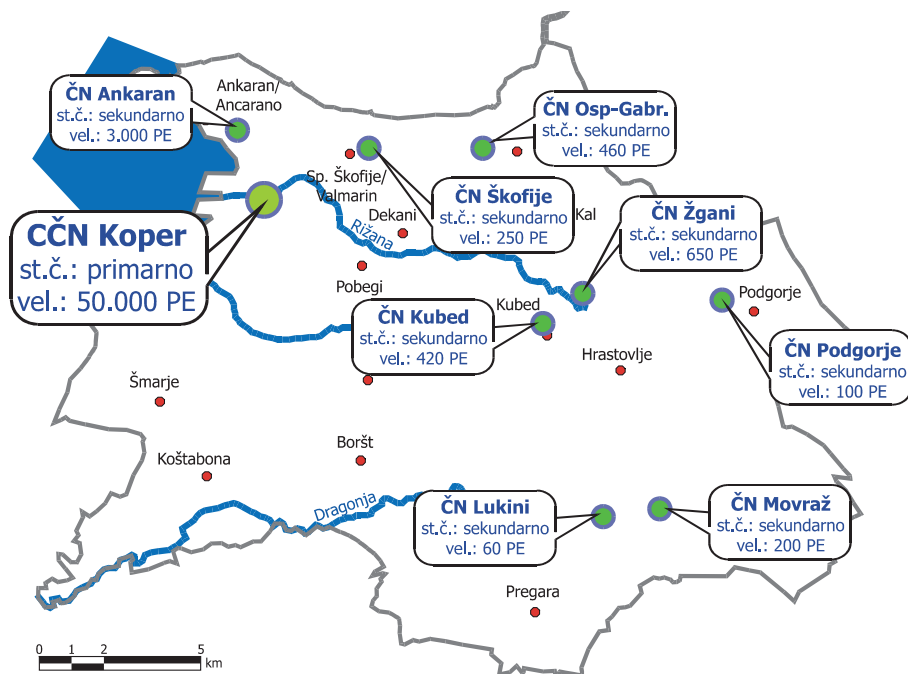 ČN Ankaran
st.č.: sekundarno
vel.: 3.000 PE
Ankaran/
Ancarano
ČN Osp-Gabr.
st.č.: sekundarno
vel.: 460 PE
Sp. Škofije/
Valmarin
ČN Škofije
st.č.: sekundarno
vel.: 250 PE
Kal
Dekani
Rižana
ČN Žgani
st.č.: sekundarno
vel.: 650 PE
CČN Koper
st.č.: primarno
vel.: 50.000 PE
Pobegi
Kubed
ČN Kubed
st.č.: sekundarno
vel.: 420 PE
Podgorje
Hrastovlje
ČN Podgorje
st.č.: sekundarno
vel.: 100 PE
Šmarje
Boršt
Koštabona
Dragonja
ČN Lukini
st.č.: sekundarno
vel.: 60 PE
ČN Movraž
st.č.: sekundarno
vel.: 200 PE
Pregara
0 1 2 5
km